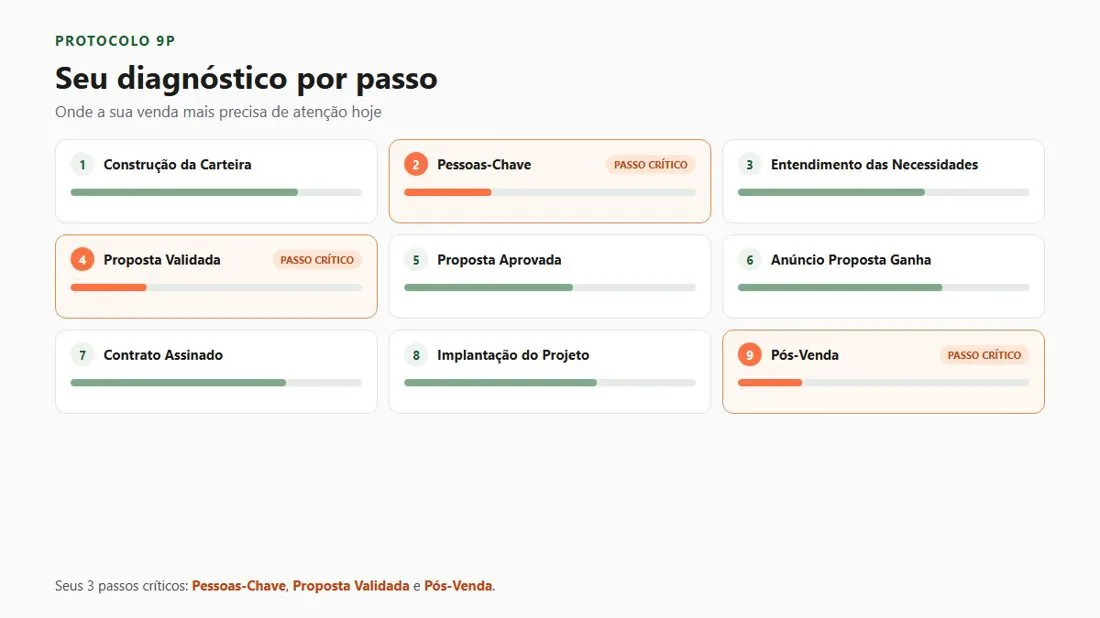 PROTOCOLO 9P
Seu diagnóstico por passo
Onde a sua venda mais precisa de atenção hoje
1 Construção da Carteira
2 Pessoas-Chave PASSO CRÍTICO
3 Entendimento das Necessidades
4 Proposta Validada PASSO CRÍTICO
5 Proposta Aprovada
6 Anúncio Proposta Ganha
7 Contrato Assinado
8 Implantação do Projeto
9 Pós-Venda PASSO CRÍTICO
Seus 3 passos críticos: Pessoas-Chave, Proposta Validada e Pós-Venda.